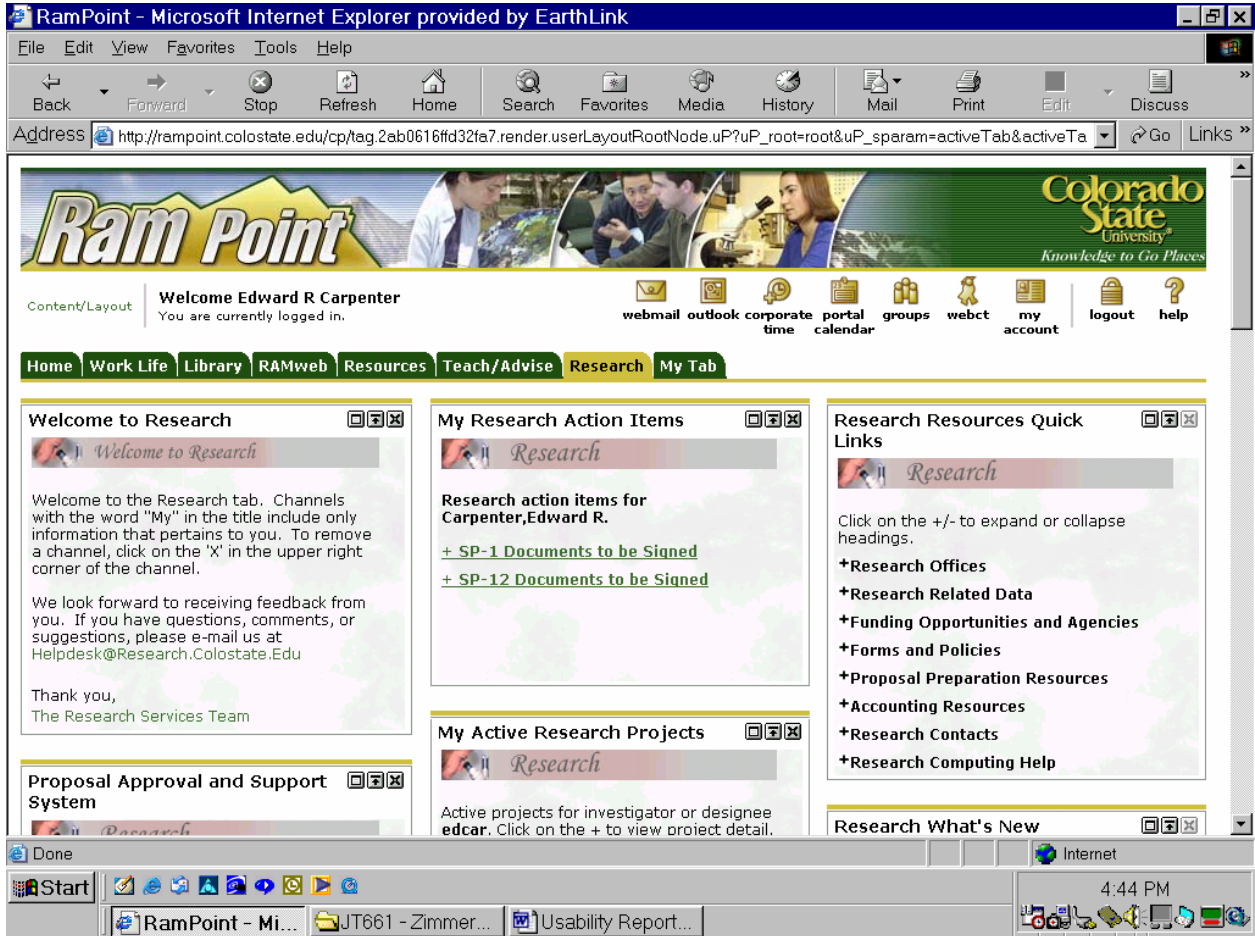 RamPoint - Microsoft Internet Explorer provided by EarthLink
File Edit View Favorites Tools Help
Back Forward Stop Refresh Home Search Favorites Media History Mail Print Edit Discuss »
Address http://rampoint.colostate.edu/cp/tag.2ab0616ffd32fa7.render.userLayoutRootNode.uP?uP_root=root&uP_sparam=activeTab&activeTa Go Links »
Ram Point
Colorado
State
University
Knowledge to Go Places
Content/Layout
Welcome Edward R Carpenter
You are currently logged in.
webmail outlook corporate time portal calendar groups webct my account logout help
Home Work Life Library RAMweb Resources Teach/Advise Research My Tab
Welcome to Research
Welcome to Research
Welcome to the Research tab. Channels
with the word "My" in the title include only
information that pertains to you. To remove
a channel, click on the 'X' in the upper right
corner of the channel.
We look forward to receiving feedback from
you. If you have questions, comments, or
suggestions, please e-mail us at
Helpdesk@Research.Colostate.Edu
Thank you,
The Research Services Team
Proposal Approval and Support
System
Research
My Research Action Items
Research
Research action items for
Carpenter,Edward R.
+ SP-1 Documents to be Signed
+ SP-12 Documents to be Signed
My Active Research Projects
Research
Active projects for investigator or designee
edcar. Click on the + to view project detail.
Research Resources Quick
Links
Research
Click on the +/- to expand or collapse
headings.
+Research Offices
+Research Related Data
+Funding Opportunities and Agencies
+Forms and Policies
+Proposal Preparation Resources
+Accounting Resources
+Research Contacts
+Research Computing Help
Research What's New
Done
Internet
Start
4:44 PM
RamPoint - Mi... JT661 - Zimmer... Usability Report...